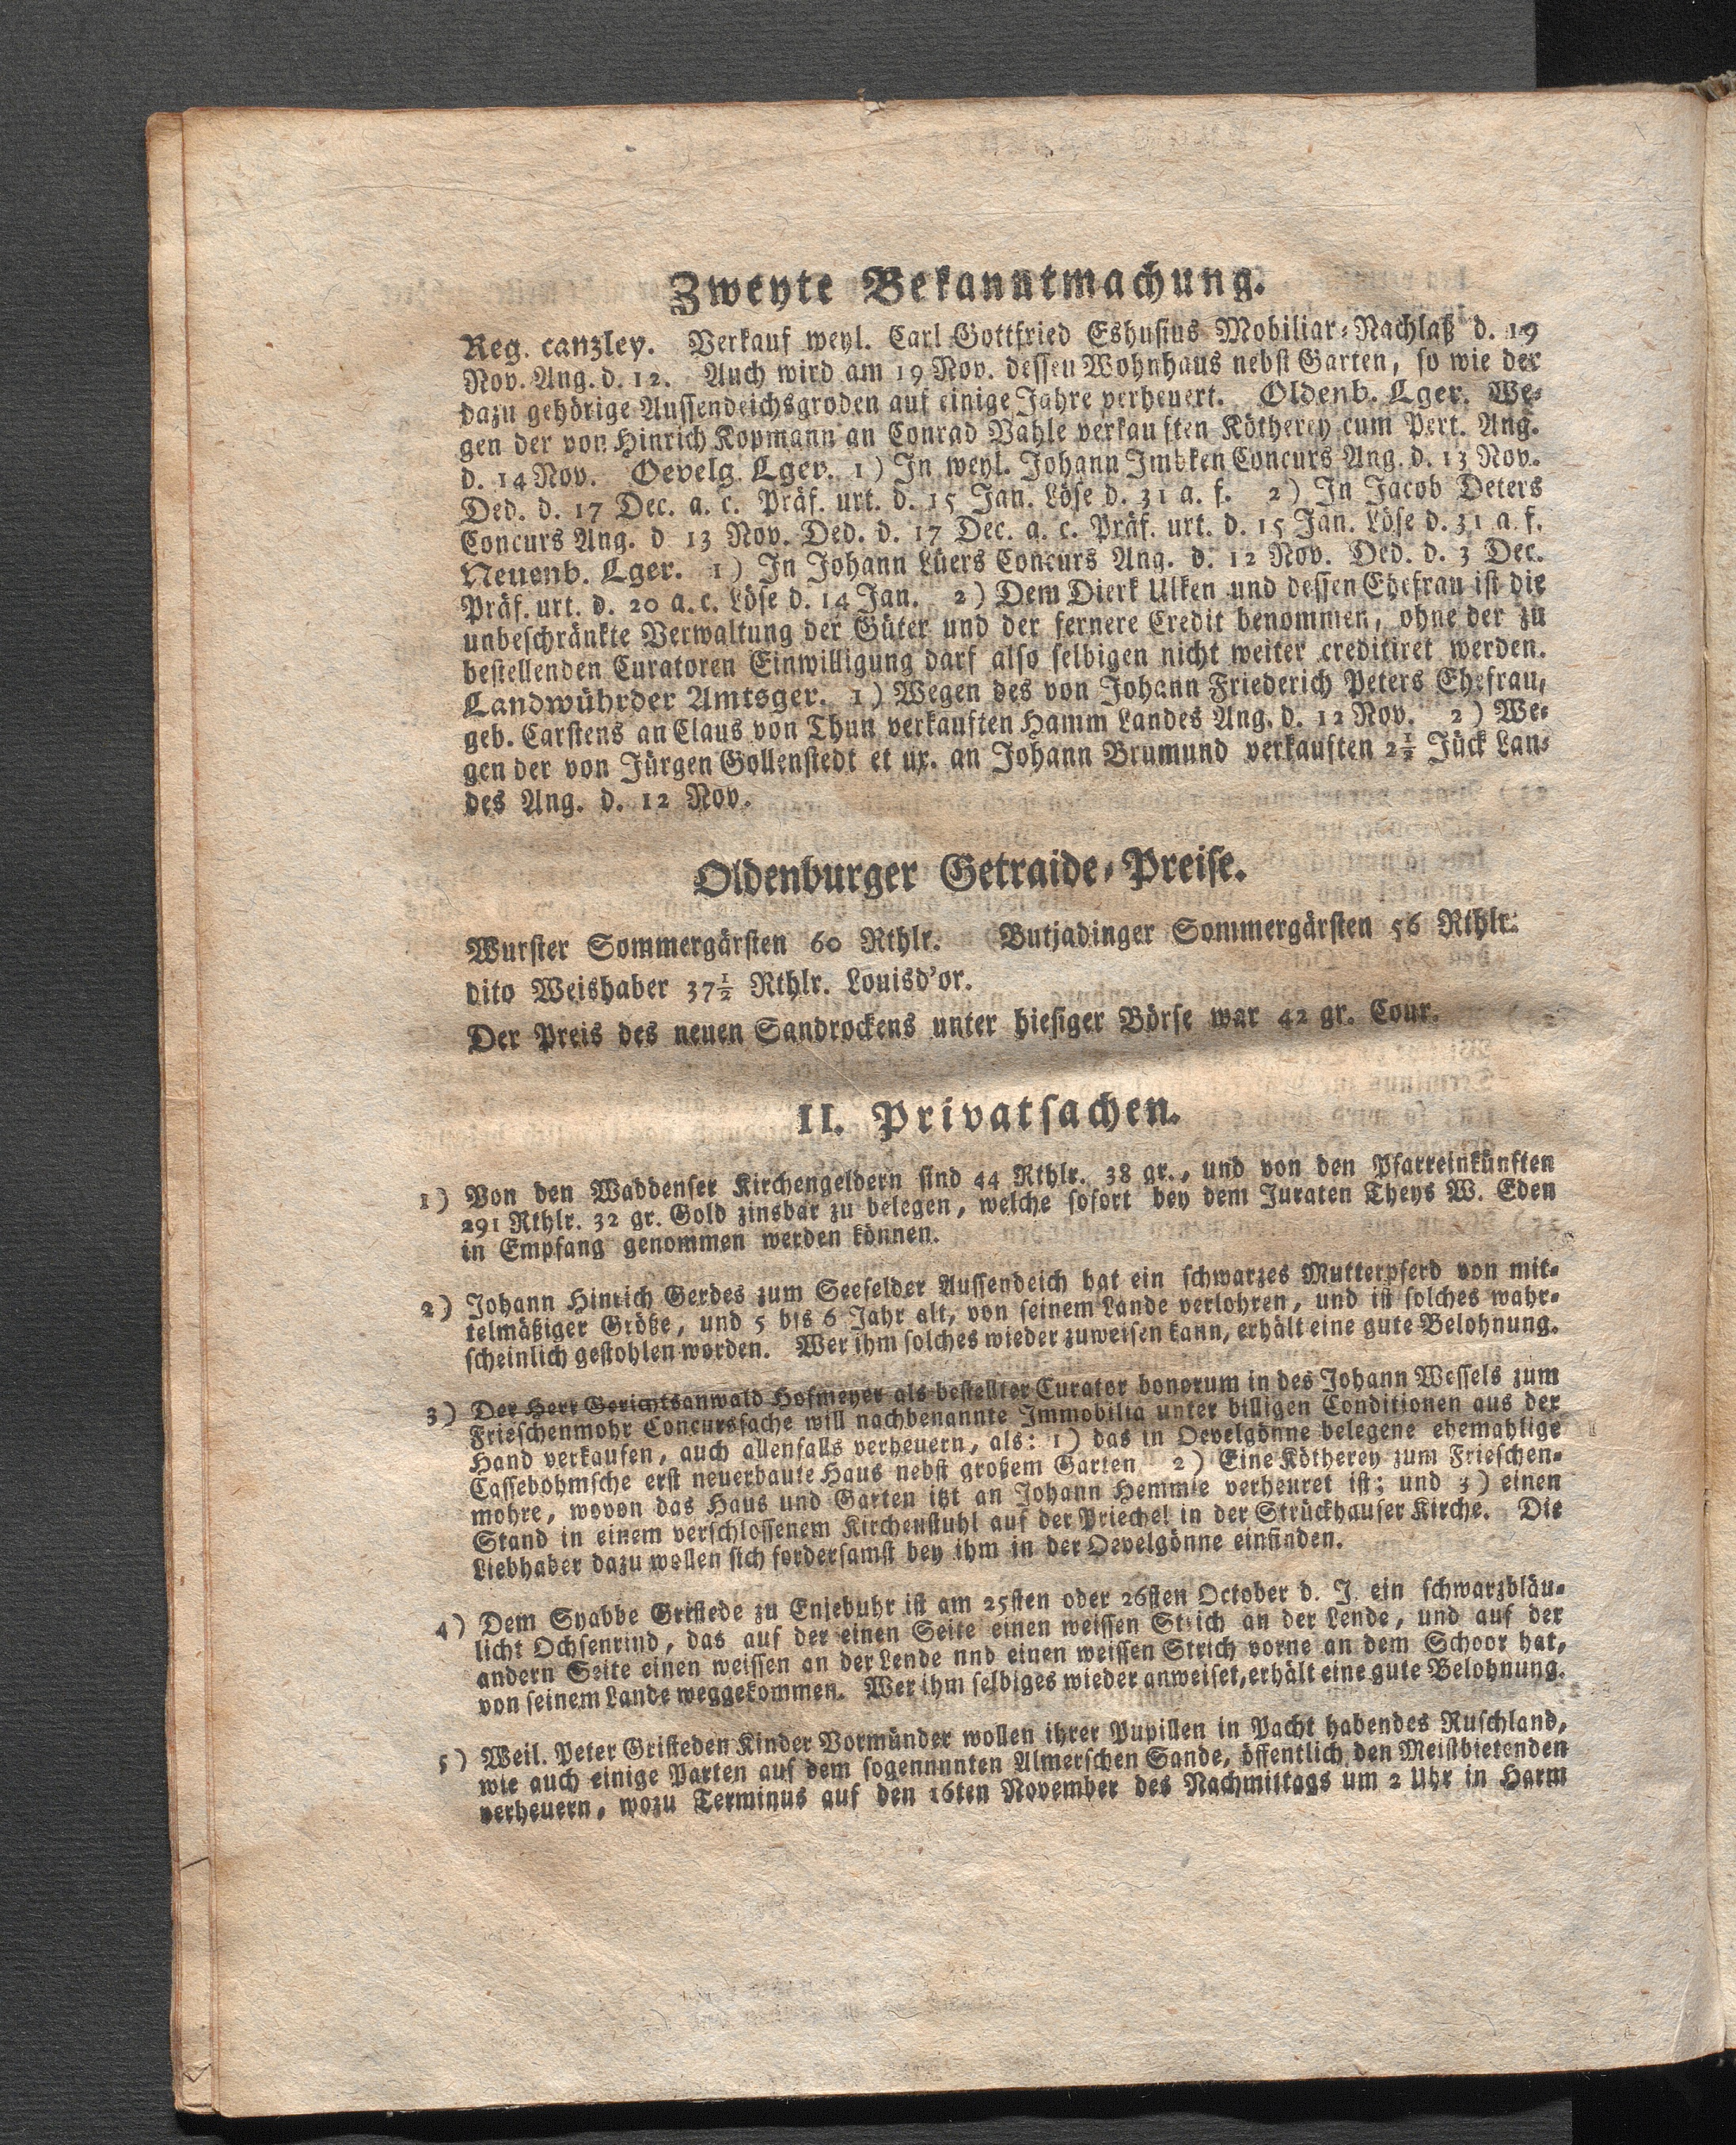 Zweyte Bekanntmachung.
Reg. canzley. Verkauf weyl. Carl Gottfried Eshusius Mobiliar-Nachlaß d. 19
Nov. Ang. d. 12. Auch wird am 19 Nov. dessen Wohnhaus nebst Garten, so wie der
dazu gehörige Aussendeichsgroden auf einige Jahre verheuert. Oldenb. Lger. We-
gen der von Hinrich Kopmann an Conrad Vahle verkauften Kötherey cum Pert. Ang.
d. 14 Nov. Oevelg. Lger. 1) In weyl. Johann Imbken Concurs Ang. d. 13 Nov.
Ded. d. 17 Dec. a. c. Präf. urt. d. 15 Jan. Löse d. 31 a. f. 2) In Jacob Deters
Concurs Ang. d 13 Nov. Ded. d. 17 Dec. a. c. Präf. urt. d. 15 Jan. Löse d. 31 a. f.
Neuenb. Lger. 1) In Johann Lüers Concurs Ang. d. 12 Nov. Ded. d. 3 Dec.
Präf. urt. d. 20 a. c. Löse d. 14 Jan. 2) Dem Dierk Ulken und dessen Ehefrau ist die
unbeschränkte Verwaltung der Güter und der fernere Credit benommen, ohne der zu
bestellenden Curatoren Einwilligung darf also selbigen nicht weiter creditiret werden.
Landwührder Amtsger. 1) Wegen des von Johann Friederich Peters Ehefrau,
geb. Carstens an Claus von Thun verkauften Hamm Landes Ang. d. 12 Nov. 2) We-
gen der von Jürgen Gollenstedt et ux. an Johann Brumund verkauften 2½ Jück Lan-
des Ang. d. 12 Nov.
Oldenburger Getraide-Preise.
Wurster Sommergärsten 60 Rthlr. Butjadinger Sommergärsten 56 Rthlr.
dito Weishaber 37½ Rthlr. Louisd'or.
Der Preis des neuen Sandrockens unter hiesiger Börse war 42 gr. Cour.
II. Privatsachen.
1) Von den Waddenser Kirchengeldern sind 44 Rthlr. 38 gr., und von den Pfarreinkünften
291 Rthlr. 32 gr. Gold zinsbar zu belegen, welche sofort bey dem Juraten Theys W. Eden
in Empfang genommen werden können.
2) Johann Hinrich Gerdes zum Seefelder Aussendeich hat ein schwarzes Mutterpferd von mit-
telmäßiger Größe, und 5 bis 6 Jahr alt, von seinem Lande verlohren, und ist solches wahr-
scheinlich gestohlen worden. Wer ihm solches wieder zuweisen kann, erhält eine gute Belohnung.
3) Der Herr Gerichtsanwald Hofmeyer als bestellter Curator bonorum in des Johann Wessels zum
Frieschenmohr Concurssache will nachbenannte Immobilia unter billigen Conditionen aus der
Hand verkaufen, auch allenfalls verheuern, als: 1) das in Oevelgönne belegene ehemahlige
Cassebohmsche erst neuerbaute Haus nebst großem Garten 2) Eine Kötherey zum Frieschen-
mohre, wovon das Haus und Garten itzt an Johann Hemmie verheuret ist; und 3) einen
Stand in einem verschlossenem Kirchenstuhl auf der Priechel in der Strückhauser Kirche. Die
Liebhaber dazu wollen sich fordersamst bey ihm in der Oevelgönne einfinden.
4) Dem Syabbe Gristede zu Enjebuhr ist am 25sten oder 26sten October d. J. ein schwarzbläu-
licht Ochsenrind, das auf der einen Seite einen weissen Strich an der Lende, und auf der
andern Seite einen weissen an der Lende nnd einen weissen Strich vorne an dem Schoor hat,
von seinem Lande weggekommen. Wer ihm selbiges wieder anweiset, erhält eine gute Belohnung.
5) Weil. Peter Gristeden Kinder Vormünder wollen ihrer Pupillen in Pacht habendes Ruschland,
wie auch einige Parten auf dem sogennnnten Almerschen Sande, öffentlich den Meistbietenden
verheuern, wozu Terminus auf den 16ten November des Nachmittags um 2 Uhr in Harm